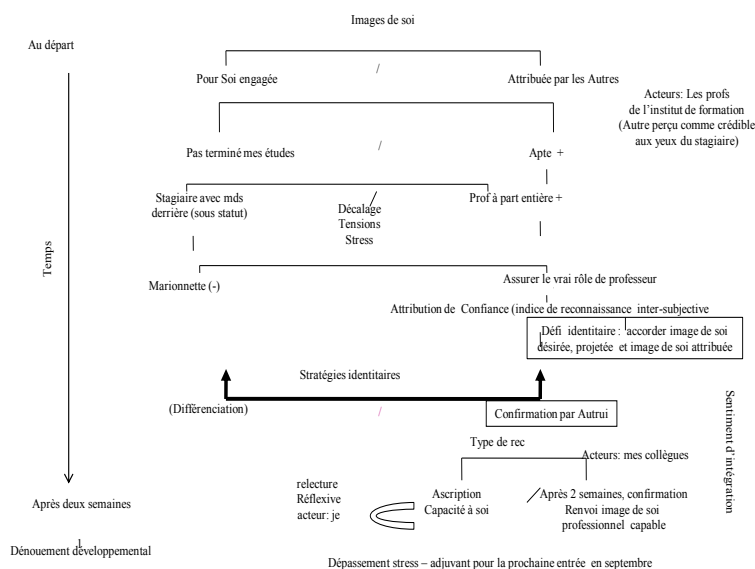 Images de soi
Au départ
/
Pour Soi engagée
Attribuée par les Autres
Acteurs: Les profs
de l'institut de formation
(Autre perçu comme crédible
aux yeux du stagiaire)
Pas terminé mes études
/
Apte +
Stagiaire avec mds
derrière (sous statut)
Décalage
Tensions
Stress
Prof à part entière +
Temps
Marionnette (-)
Assurer le vrai rôle de professeur
Attribution de Confiance (indice de reconnaissance inter-subjective
Défi identitaire : accorder image de soi
désirée, projetée et image de soi attribuée
Stratégies identitaires
(Différenciation)
/
Confirmation par Autrui
Sentiment d'intégration
Type de rec
Acteurs: mes collègues
relecture
Réflexive
acteur: je
Ascription
Capacité à soi
Après 2 semaines, confirmation
Renvoi image de soi
professionnel capable
Après deux semaines
Dénouement développemental
Dépassement stress – adjuvant pour la prochaine entrée en septembre